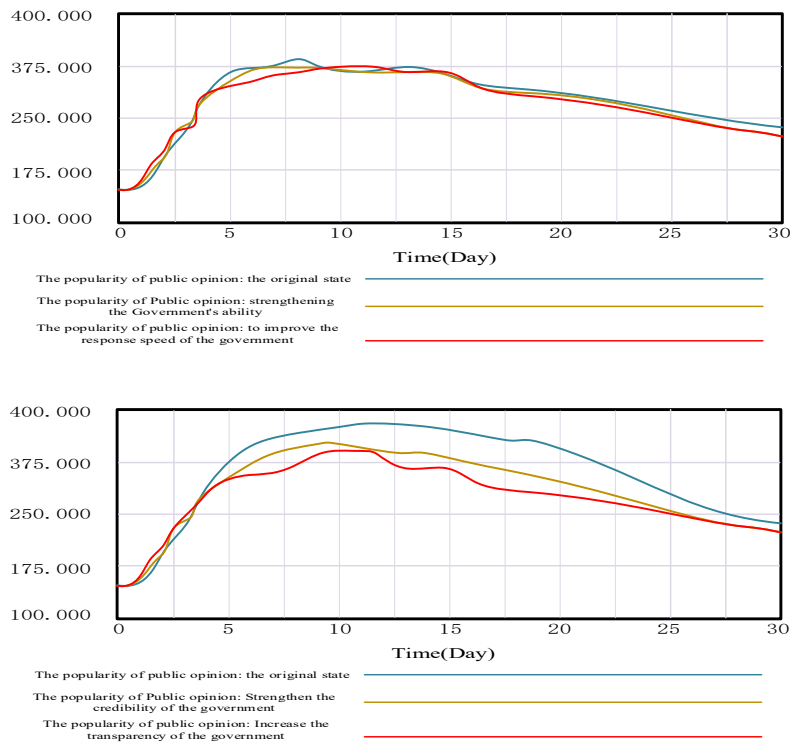 400. 000
375. 000
250. 000
175. 000
100. 000
0 5 10 15 20 25 30
Time(Day)
The popularity of public opinion: the original state
The popularity of Public opinion: strengthening
the Government's ability
The popularity of public opinion: to improve the
response speed of the government
400. 000
375. 000
250. 000
175. 000
100. 000
0 5 10 15 20 25 30
Time(Day)
The popularity of public opinion: the original state
The popularity of Public opinion: Strengthen the
credibility of the government
The popularity of public opinion: Increase the
transparency of the government